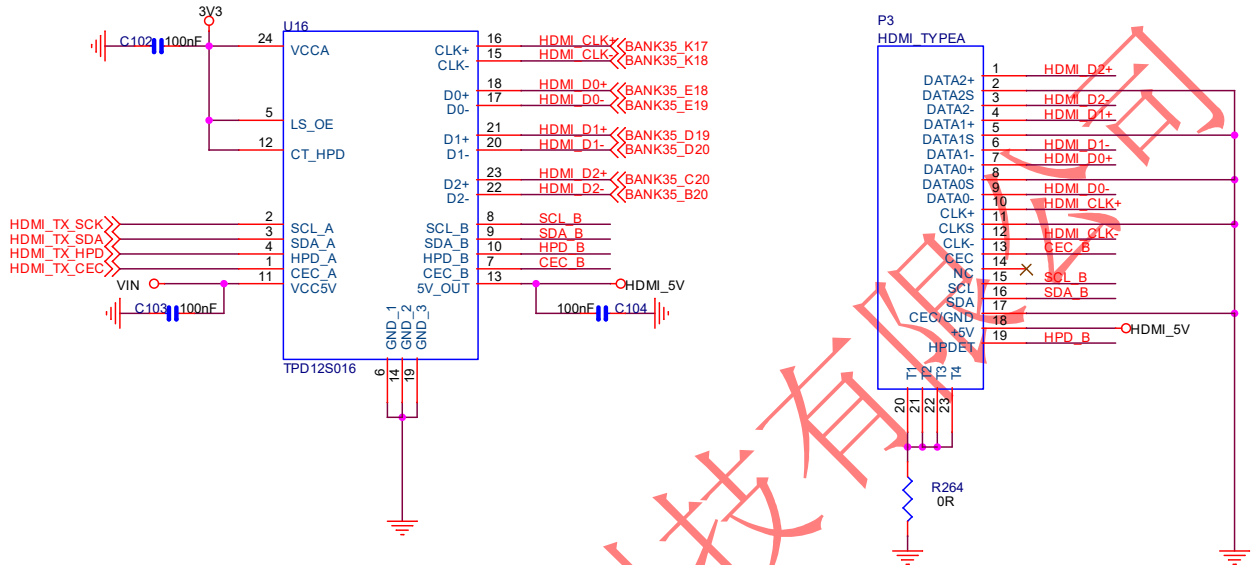 3V3
C102 100nF
U16
24 VCCA
5 LS_OE
12 CT_HPD
HDMI_TX_SCK 2 SCL_A
HDMI_TX_SDA 3 SDA_A
HDMI_TX_HPD 4 HPD_A
HDMI_TX_CEC 1 CEC_A
VIN 11 VCC5V
C103 100nF
CLK+ 16 HDMI_CLK+ BANK35_K17
CLK- 15 HDMI_CLK- BANK35_K18
D0+ 18 HDMI_D0+ BANK35_E18
D0- 17 HDMI_D0- BANK35_E19
D1+ 21 HDMI_D1+ BANK35_D19
D1- 20 HDMI_D1- BANK35_D20
D2+ 23 HDMI_D2+ BANK35_C20
D2- 22 HDMI_D2- BANK35_B20
SCL_B 8 SCL_B
SDA_B 9 SDA_B
HPD_B 10 HPD_B
CEC_B 7 CEC_B
5V_OUT 13 HDMI_5V
100nF C104
GND_1 GND_2 GND_3
6 14 19
TPD12S016
P3
HDMI_TYPEA
DATA2+ 1 HDMI_D2+
DATA2S 2
DATA2- 3 HDMI_D2-
DATA1+ 4 HDMI_D1+
DATA1S 5
DATA1- 6 HDMI_D1-
DATA0+ 7 HDMI_D0+
DATA0S 8
DATA0- 9 HDMI_D0-
CLK+ 10 HDMI_CLK+
CLKS 11
CLK- 12 HDMI_CLK-
CEC 13 CEC_B
NC 14
SCL 15 SCL_B
SDA 16 SDA_B
CEC/GND 17
+5V 18 HDMI_5V
HPDET 19 HPD_B
T1 T2 T3 T4
20 21 22 23
R264
0R
技有限公司